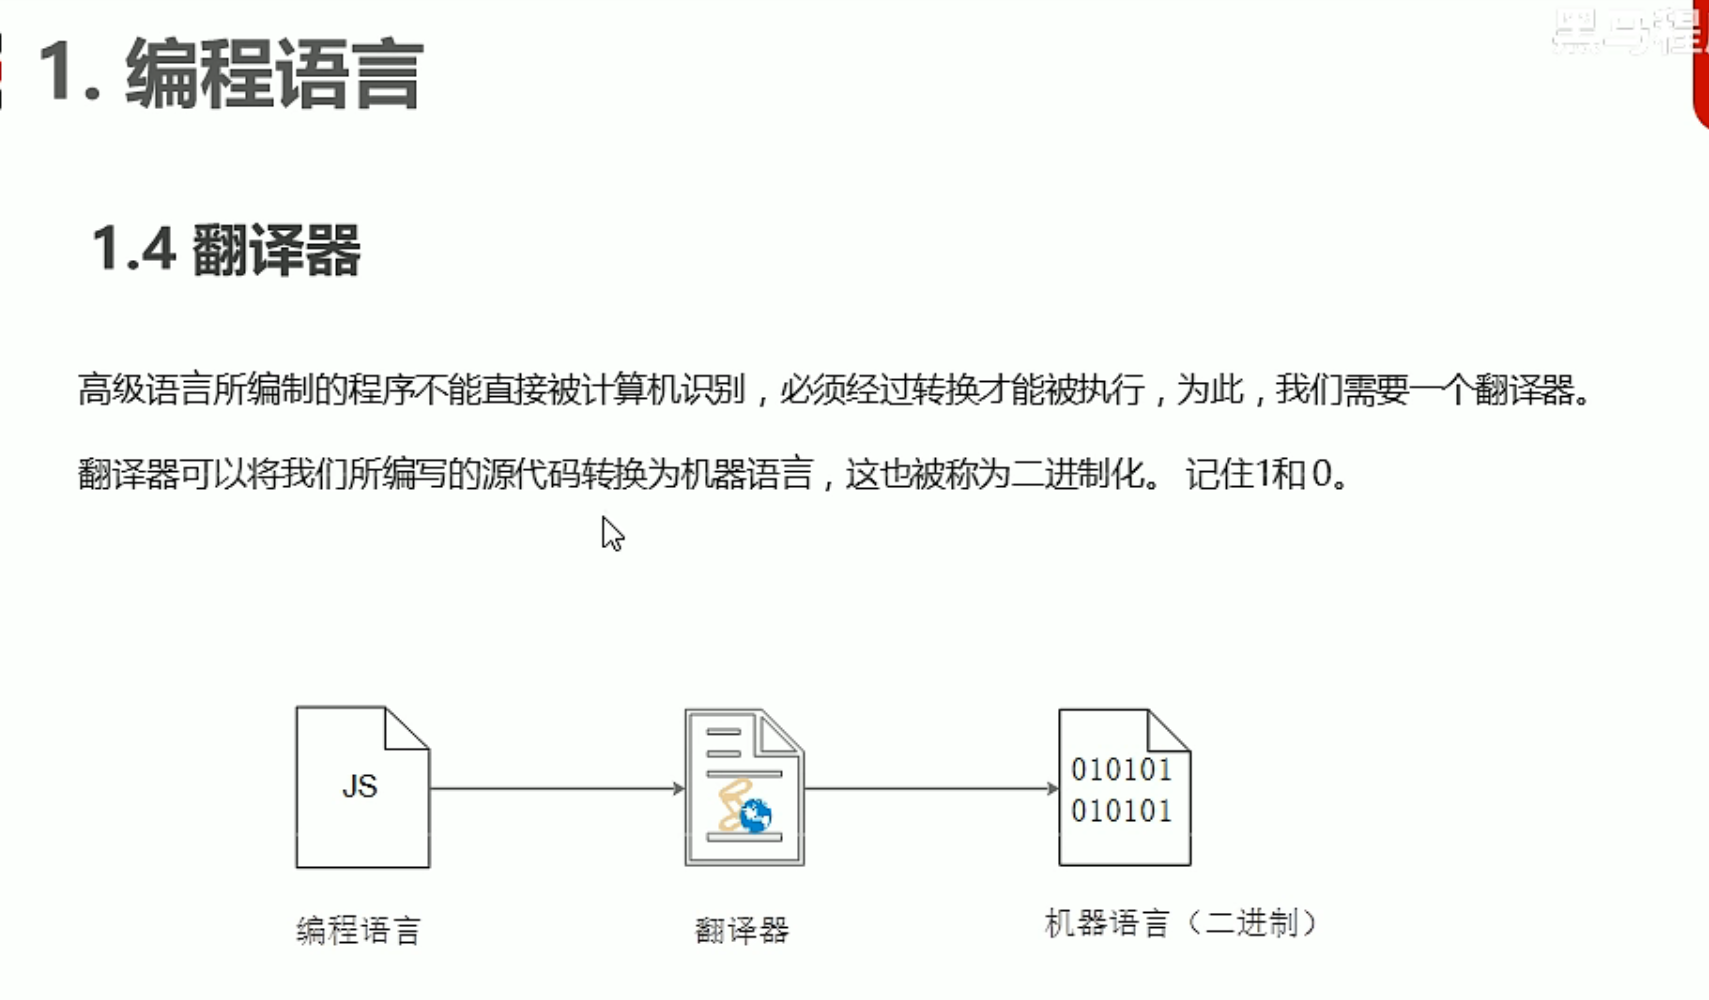 黑马程
1. 编程语言
1.4 翻译器
高级语言所编制的程序不能直接被计算机识别，必须经过转换才能被执行，为此，我们需要一个翻译器。
翻译器可以将我们所编写的源代码转换为机器语言，这也被称为二进制化。 记住1和 0。
JS
010101
010101
编程语言
翻译器
机器语言（二进制）